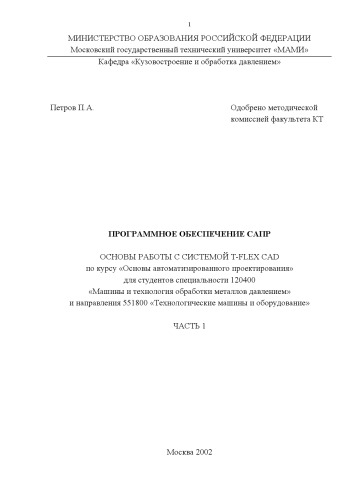 1
МИНИСТЕРСТВО ОБРАЗОВАНИЯ РОССИЙСКОЙ ФЕДЕРАЦИИ
Московский государственный технический университет «МАМИ»
Кафедра «Кузовостроение и обработка давлением»
Петров П.А.
Одобрено методической
комиссией факультета КТ
ПРОГРАММНОЕ ОБЕСПЕЧЕНИЕ САПР
ОСНОВЫ РАБОТЫ С СИСТЕМОЙ T-FLEX CAD
по курсу «Основы автоматизированного проектирования»
для студентов специальности 120400
«Машины и технология обработки металлов давлением»
и направления 551800 «Технологические машины и оборудование»
ЧАСТЬ 1
Москва 2002